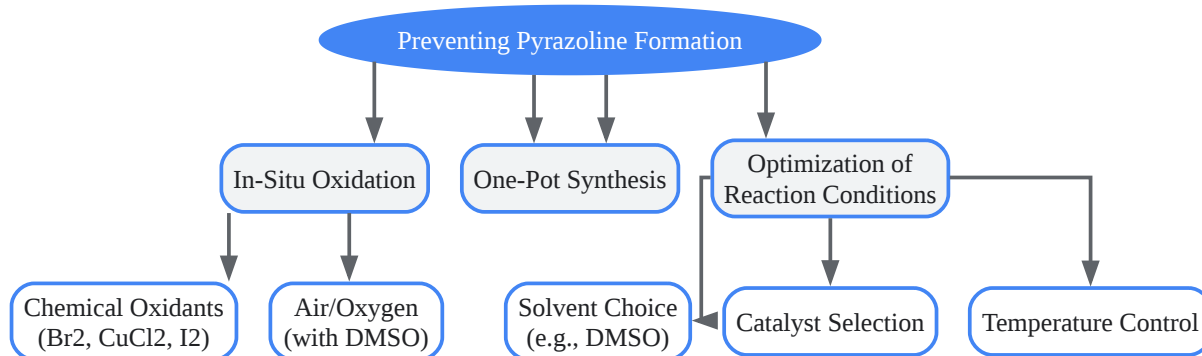 Preventing Pyrazoline Formation
In-Situ Oxidation
One-Pot Synthesis
Optimization of
Reaction Conditions
Chemical Oxidants
(Br2, CuCl2, I2)
Air/Oxygen
(with DMSO)
Solvent Choice
(e.g., DMSO)
Catalyst Selection
Temperature Control